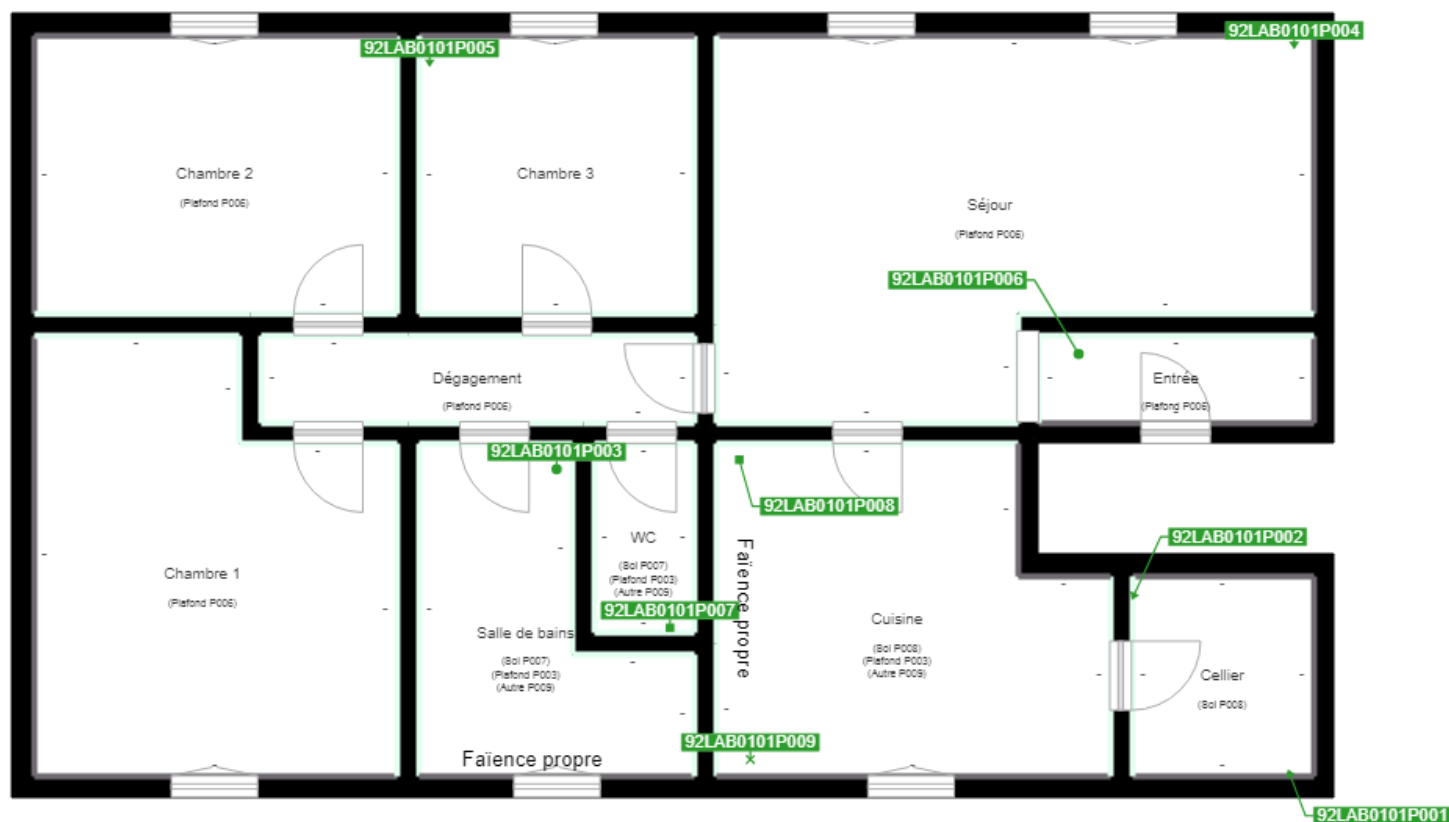 92LAB0101P004
92LAB0101P005
Chambre 2
(Plafond P006)
Chambre 3
Séjour
(Plafond P006)
92LAB0101P006
Dégagement
(Plafond P006)
Entrée
(Plafond P006)
92LAB0101P003
92LAB0101P008
WC
(Sol P007)
(Plafond P003)
(Autre P009)
92LAB0101P002
Chambre 1
(Plafond P006)
92LAB0101P007
Faïence propre
Salle de bains
(Sol P007)
(Plafond P003)
(Autre P009)
Cuisine
(Sol P008)
(Plafond P003)
(Autre P009)
Cellier
(Sol P008)
92LAB0101P009
Faïence propre
92LAB0101P001